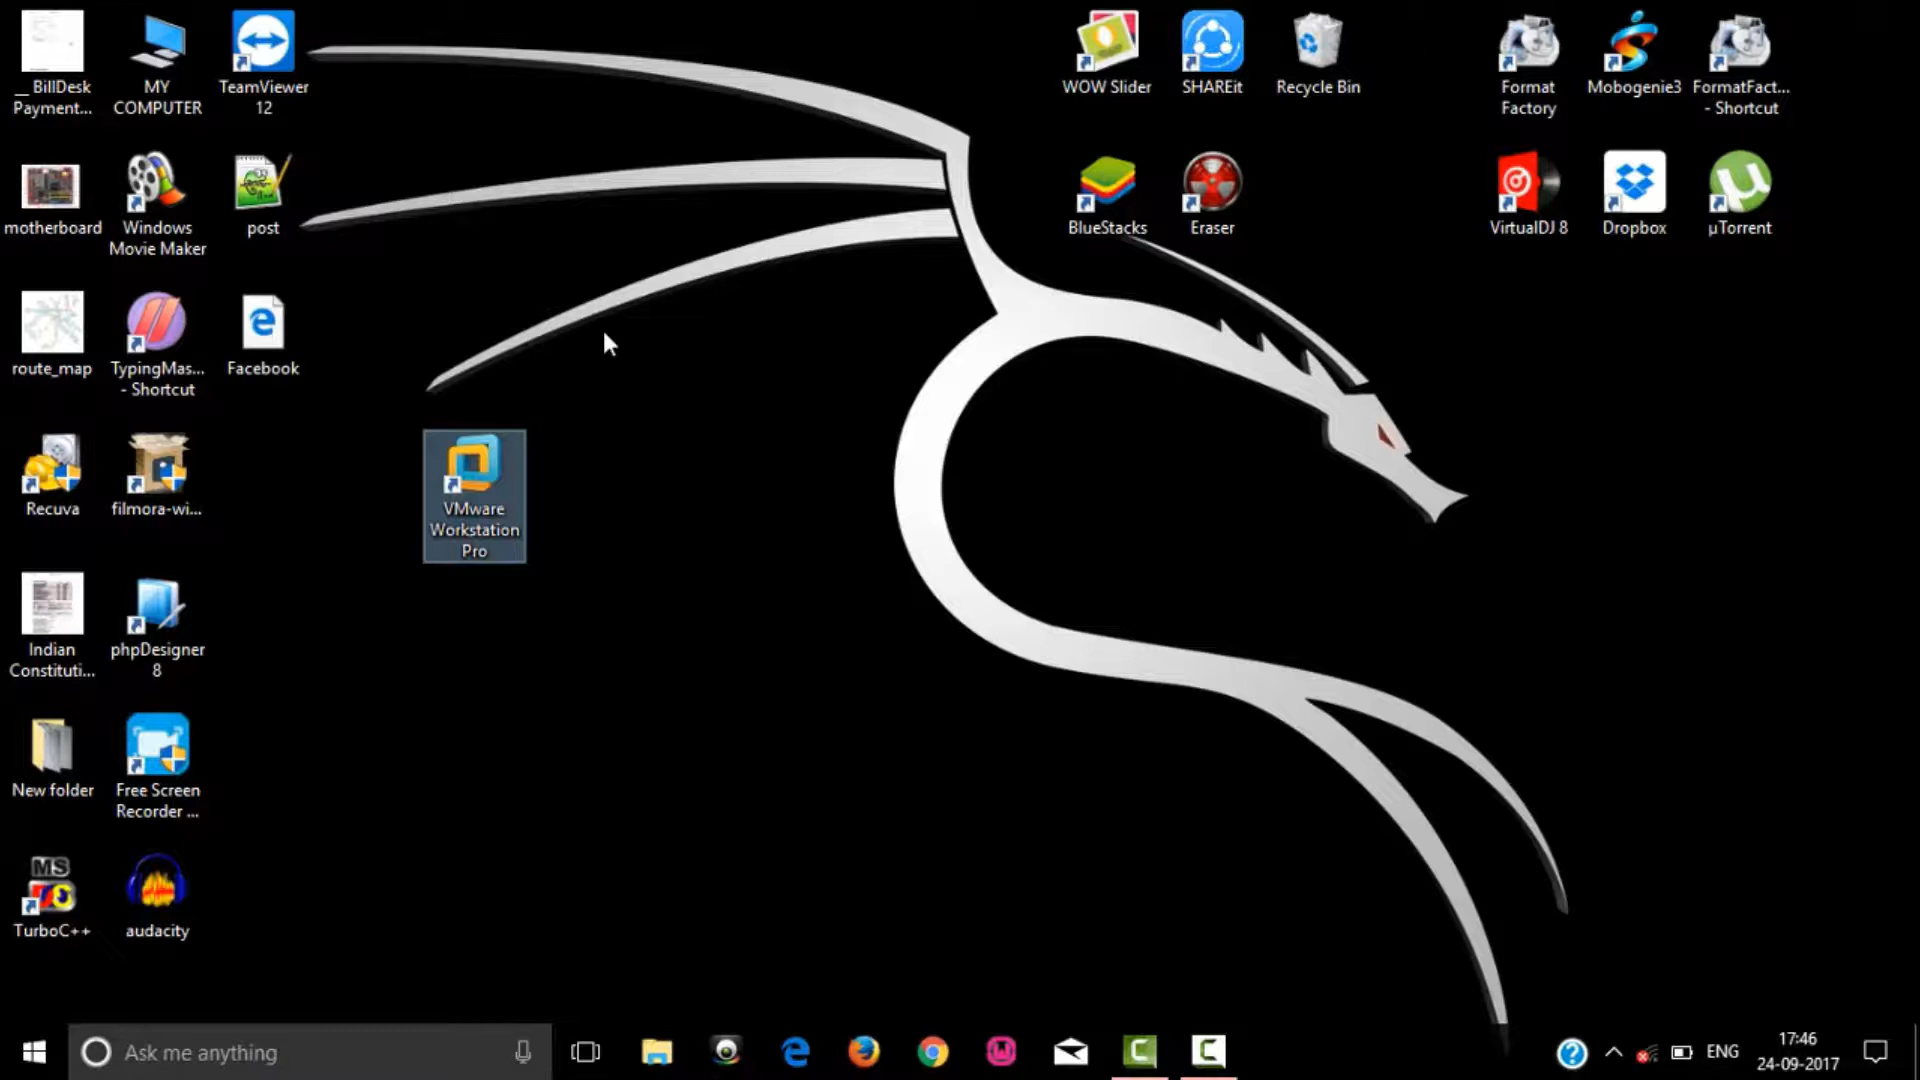 __ BillDesk
Payment...
MY
COMPUTER
TeamViewer
12
WOW Slider
SHAREit
Recycle Bin
Format
Factory
Mobogenie3
FormatFact...
- Shortcut
motherboard
Windows
Movie Maker
post
BlueStacks
Eraser
VirtualDJ 8
Dropbox
µTorrent
route_map
TypingMas...
- Shortcut
Facebook
Recuva
filmora-wi...
VMware
Workstation
Pro
Indian
Constituti...
phpDesigner
8
New folder
Free Screen
Recorder ...
MS
TurboC++
audacity
Ask me anything
ENG
17:46
24-09-2017